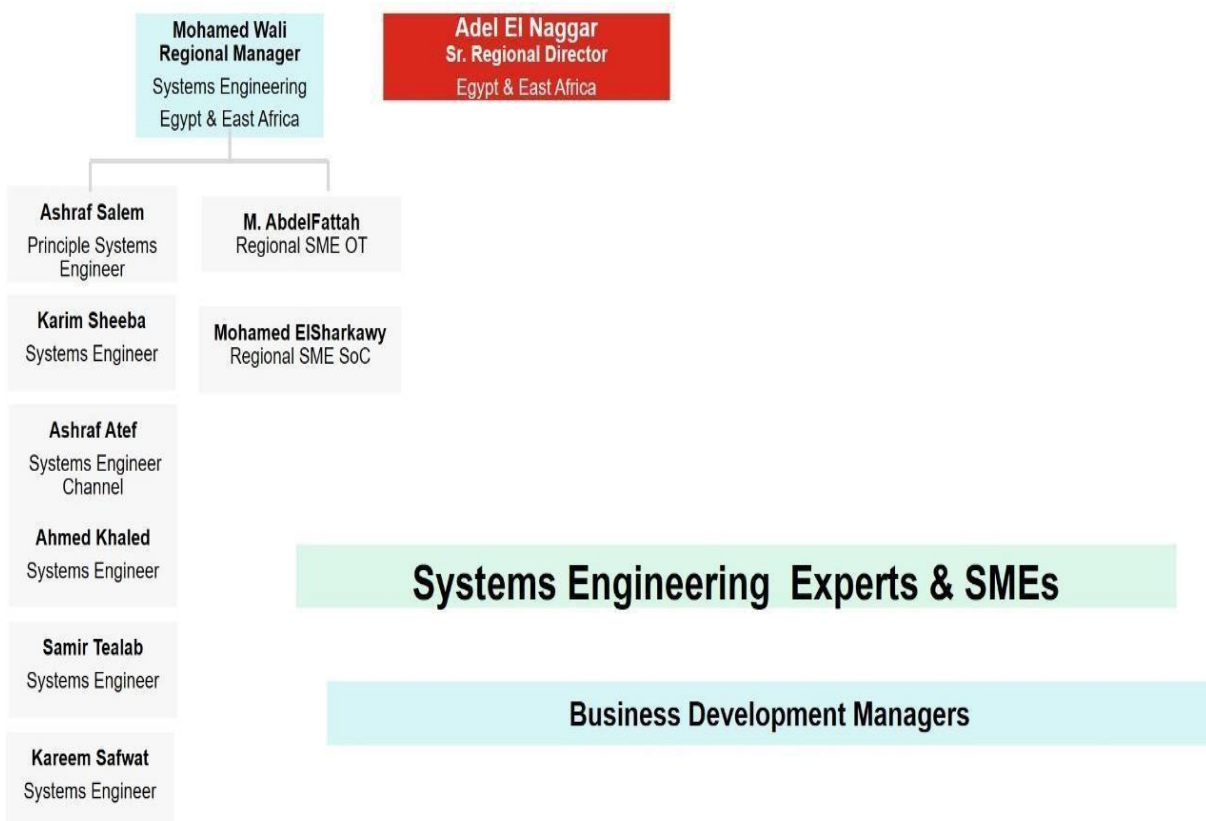 Mohamed Wali
Regional Manager
Systems Engineering
Egypt & East Africa
Adel El Naggar
Sr. Regional Director
Egypt & East Africa
Ashraf Salem
Principle Systems
Engineer
M. AbdelFattah
Regional SME OT
Karim Sheeba
Systems Engineer
Mohamed ElSharkawy
Regional SME SoC
Ashraf Atef
Systems Engineer
Channel
Ahmed Khaled
Systems Engineer
Systems Engineering Experts & SMEs
Samir Tealab
Systems Engineer
Business Development Managers
Kareem Safwat
Systems Engineer